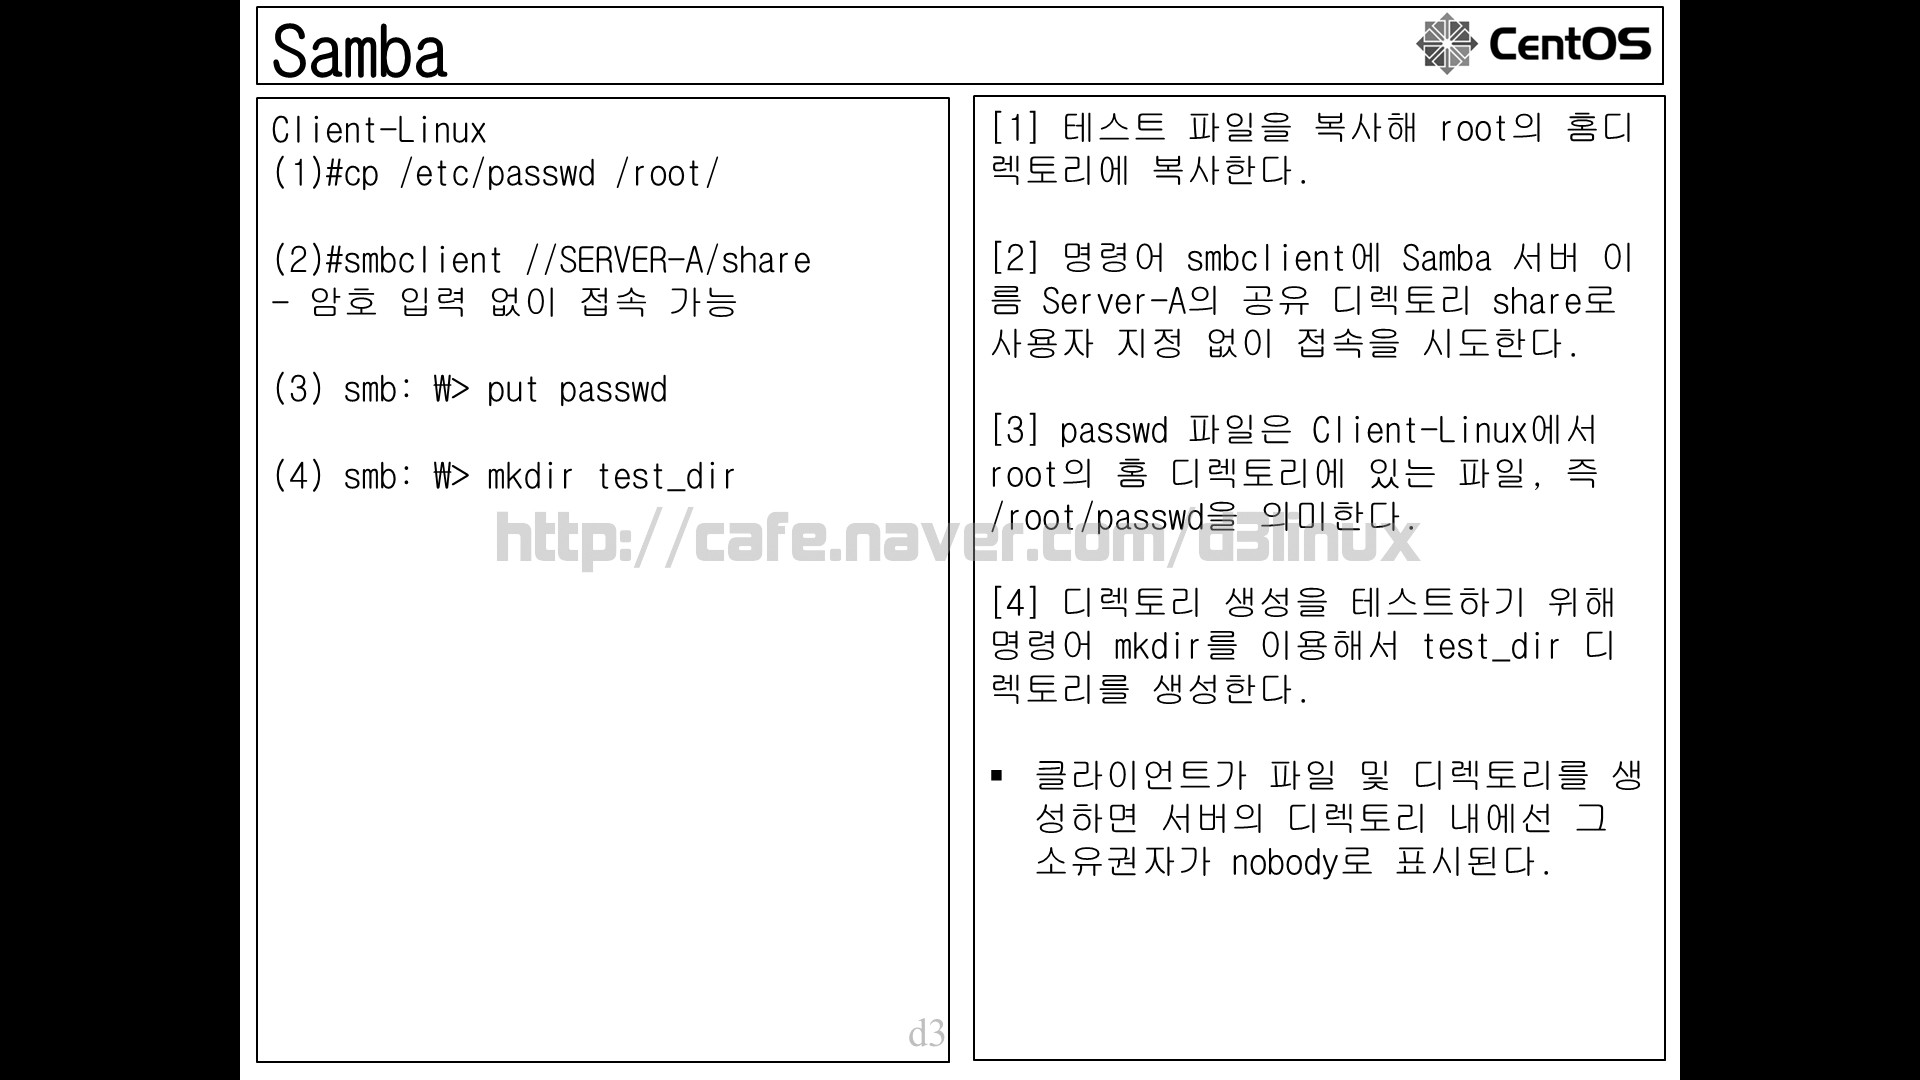 Samba
CentOS
Client-Linux
(1)#cp /etc/passwd /root/
(2)#smbclient //SERVER-A/share
- 암호 입력 없이 접속 가능
(3) smb: ₩> put passwd
(4) smb: ₩> mkdir test_dir
[1] 테스트 파일을 복사해 root의 홈디
렉토리에 복사한다.
[2] 명령어 smbclient에 Samba 서버 이
름 Server-A의 공유 디렉토리 share로
사용자 지정 없이 접속을 시도한다.
[3] passwd 파일은 Client-Linux에서
root의 홈 디렉토리에 있는 파일, 즉
/root/passwd을 의미한다.
[4] 디렉토리 생성을 테스트하기 위해
명령어 mkdir를 이용해서 test_dir 디
렉토리를 생성한다.
▪ 클라이언트가 파일 및 디렉토리를 생
성하면 서버의 디렉토리 내에선 그
소유권자가 nobody로 표시된다.
http://cafe.naver.com/d3linux
d3